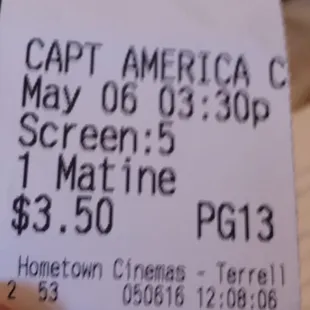 CAPT AMERICA C
May 06 03:30p
Screen:5
1 Matine
$3.50 PG13
Hometown Cinemas - Terrell
2 53 050616 12:08:06